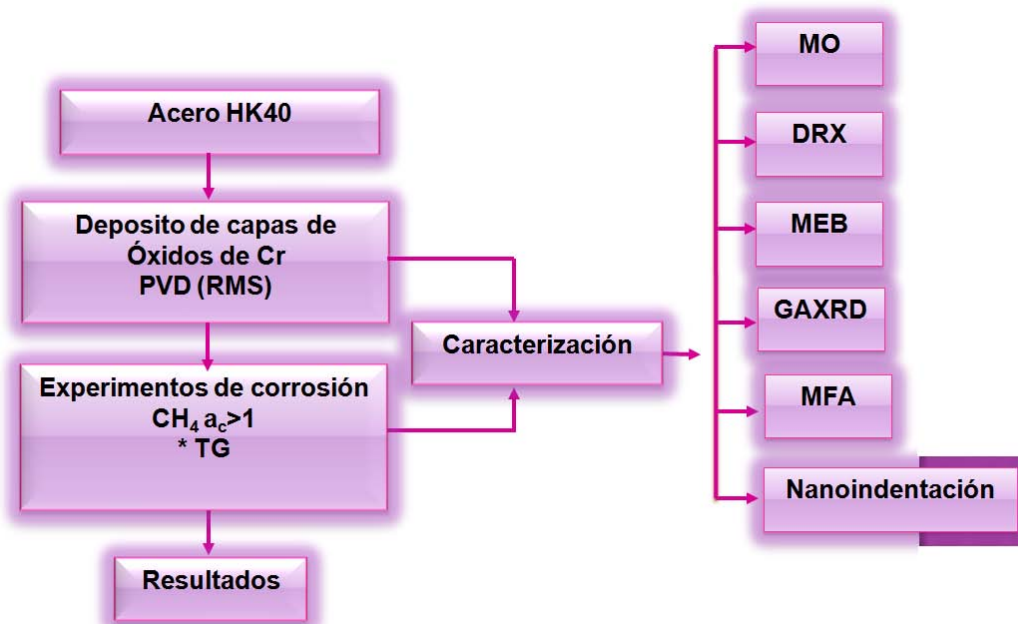 Acero HK40
Deposito de capas de
Óxidos de Cr
PVD (RMS)
Experimentos de corrosión
CH₄ a꜀>1
* TG
Resultados
Caracterización
MO
DRX
MEB
GAXRD
MFA
Nanoindentación